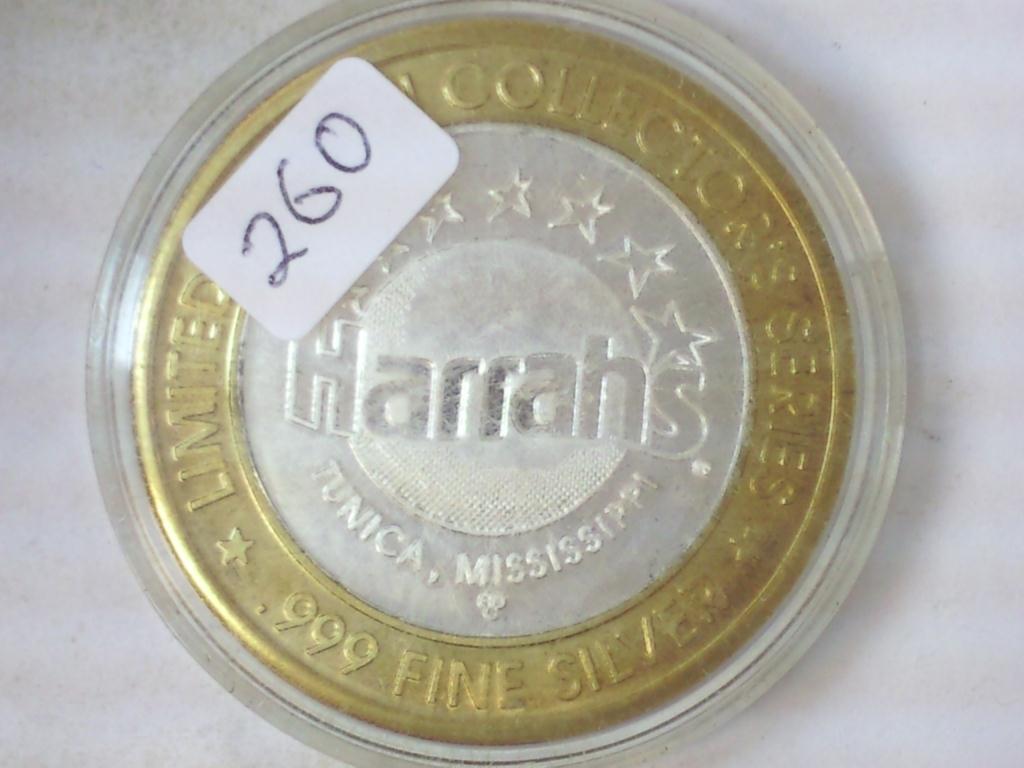 260
LIMITED
COLLECTOR'S SERIES
Harrah's
TUNICA, MISSISSIPPI
.999 FINE SILVER